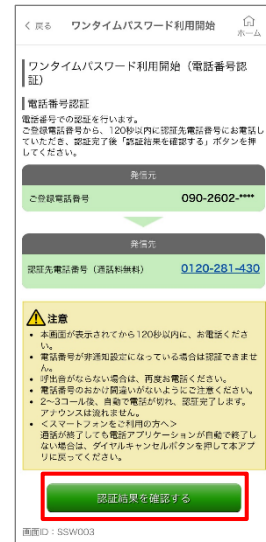 戻る ワンタイムパスワード利用開始 ホーム
ワンタイムパスワード利用開始（電話番号認
証）
電話番号認証
電話番号での認証を行います。
ご登録電話番号から、120秒以内に認証先電話番号にお電話し
ていただき、認証完了後「認証結果を確認する」ボタンを押
してください。
発信元
ご登録電話番号 090-2602-****
発信先
認証先電話番号（通話料無料） 0120-281-430
注意
• 本画面が表示されてから120秒以内に、お電話くださ
い。
• 電話番号が非通知設定になっている場合は認証できませ
ん。
• 呼出音がならない場合は、再度お電話ください。
• 電話番号のおかけ間違いがないようにご注意ください。
• 2~3コール後、自動で電話が切れ、認証完了します。
アナウンスは流れません。
• ＜スマートフォンをご利用の方へ＞
通話が終了しても電話アプリケーションが自動で終了し
ない場合は、ダイヤルキャンセルボタンを押して本アプ
リに戻ってください。
認証結果を確認する
画面ID：SSW003